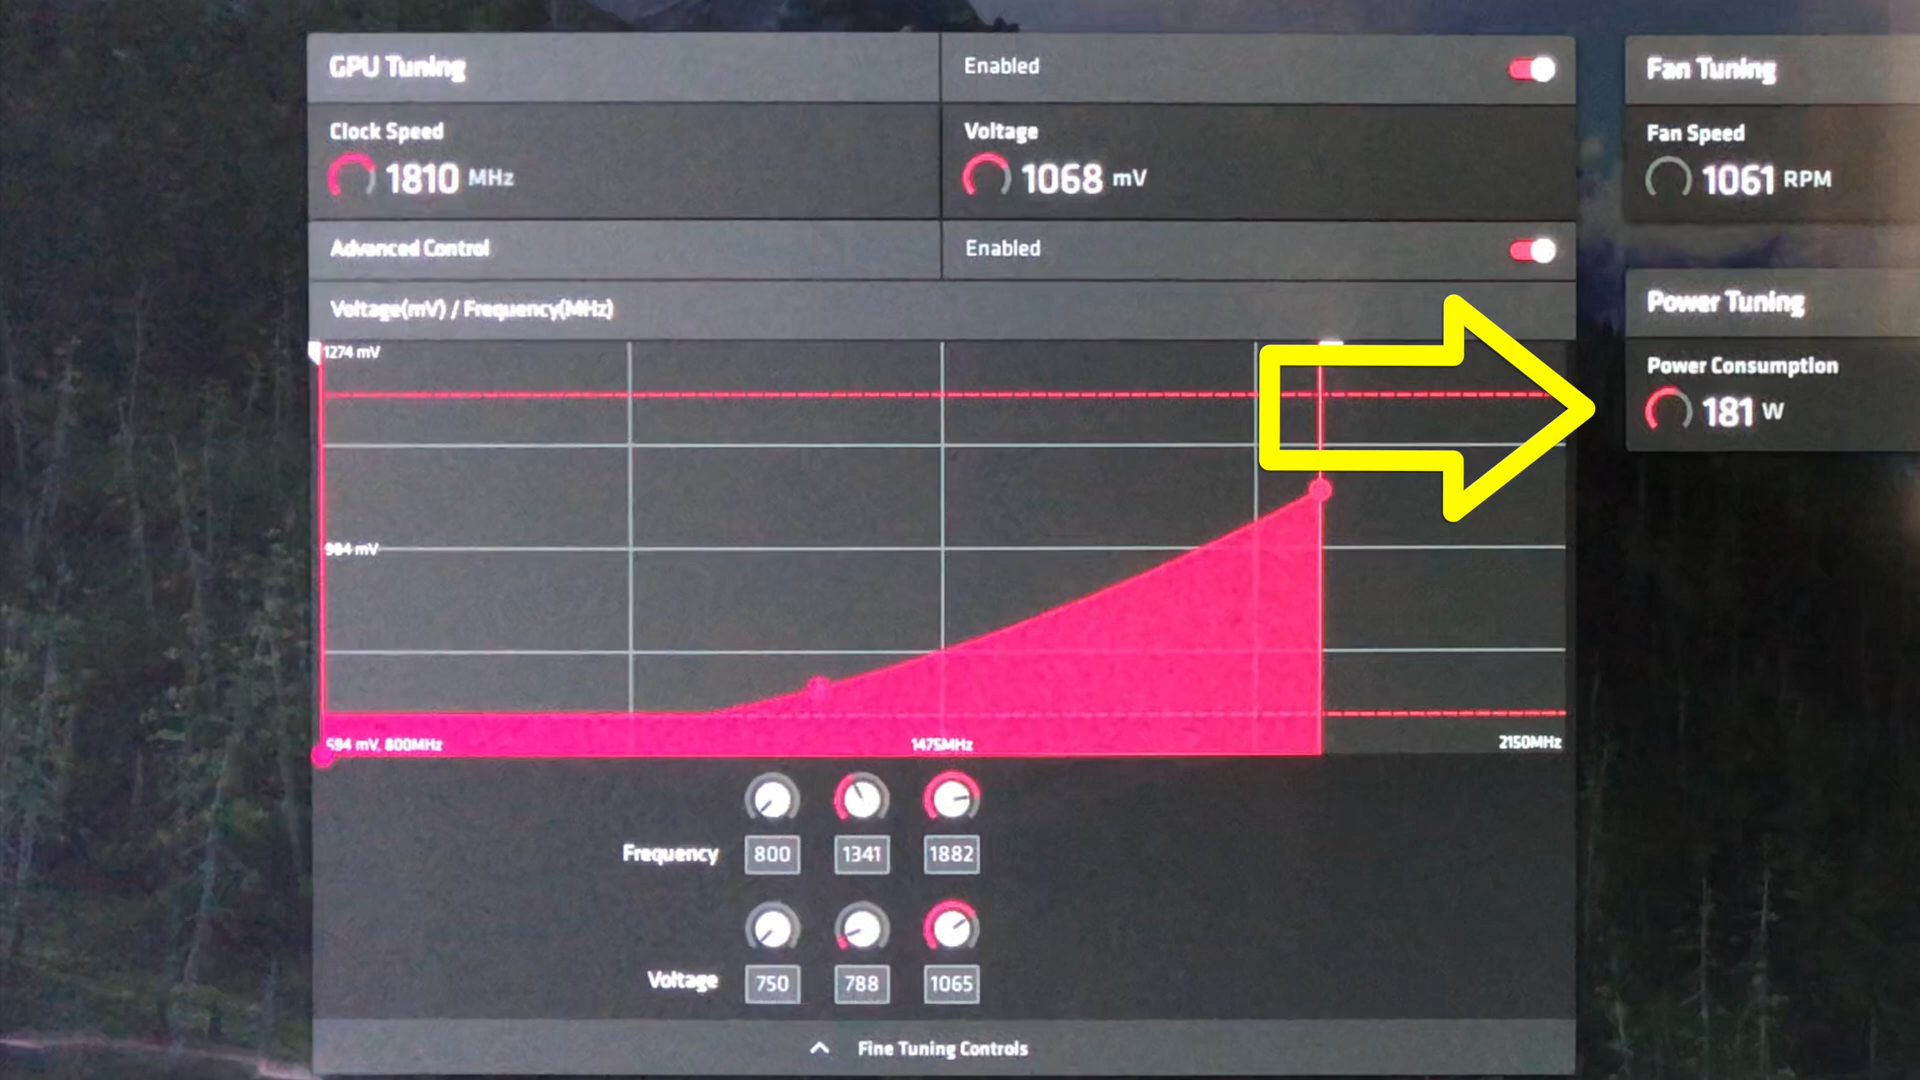 GPU Tuning
Enabled
Clock Speed
1810 MHz
Voltage
1068 mV
Advanced Control
Enabled
Voltage(mV) / Frequency(MHz)
1274 mV
984 mV
594 mV, 800MHz
1475MHz
2150MHz
Frequency
800
1341
1882
Voltage
750
788
1065
Fine Tuning Controls
Fan Tuning
Fan Speed
1061 RPM
Power Tuning
Power Consumption
181 W